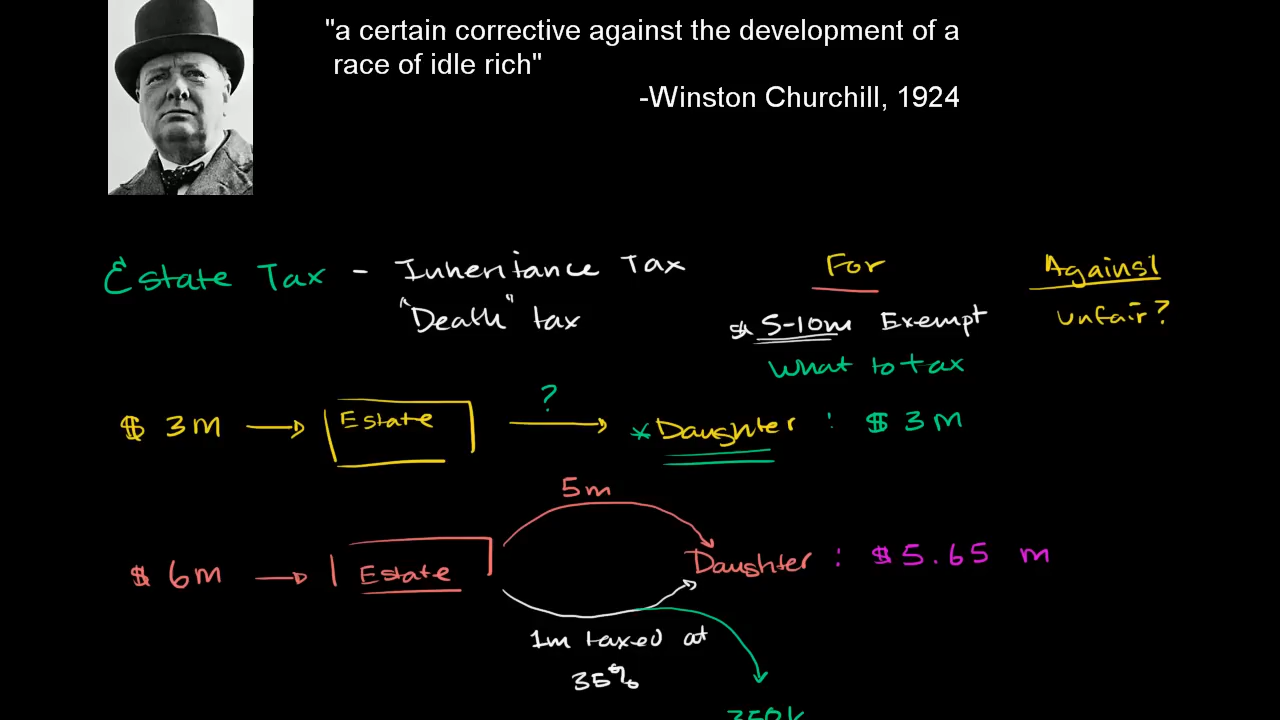 "a certain corrective against the development of a
race of idle rich"
-Winston Churchill, 1924
Estate Tax - Inheritance Tax
"Death" tax
For
Against
* 5-10m Exempt
unfair?
What to tax
$ 3M → Estate ? → * Daughter : $ 3M
5m
$ 6M → Estate Daughter : $ 5.65 m
1m taxed at
35%
350k